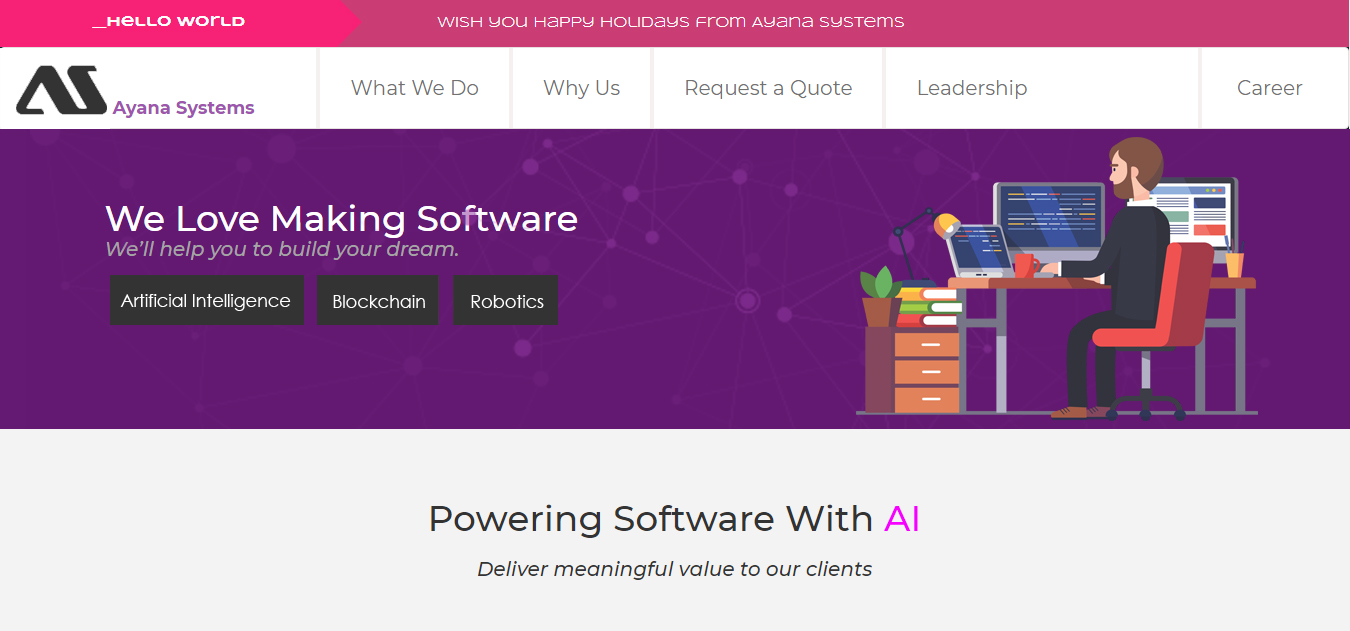 __Hello World
Wish you Happy Holidays from Ayana Systems
AS
Ayana Systems
What We Do
Why Us
Request a Quote
Leadership
Career
We Love Making Software
We'll help you to build your dream.
Artificial Intelligence
Blockchain
Robotics
Powering Software With AI
Deliver meaningful value to our clients